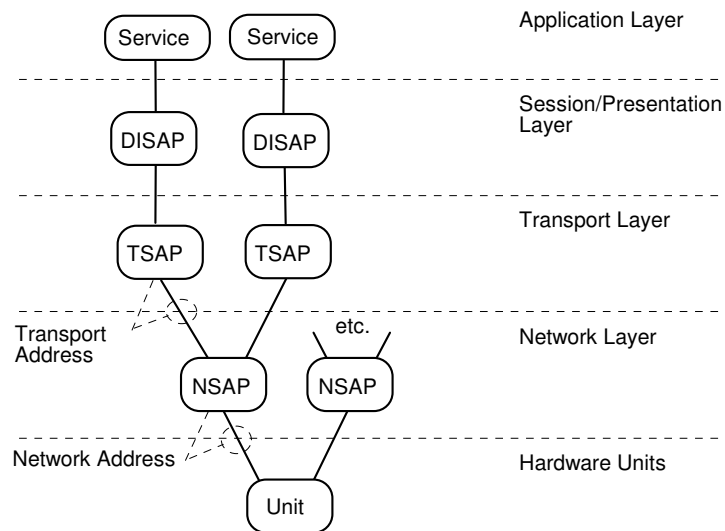 Application Layer
Service Service
Session/Presentation
Layer
DISAP DISAP
Transport Layer
TSAP TSAP
Transport
Address
etc.
Network Layer
NSAP NSAP
Network Address
Hardware Units
Unit